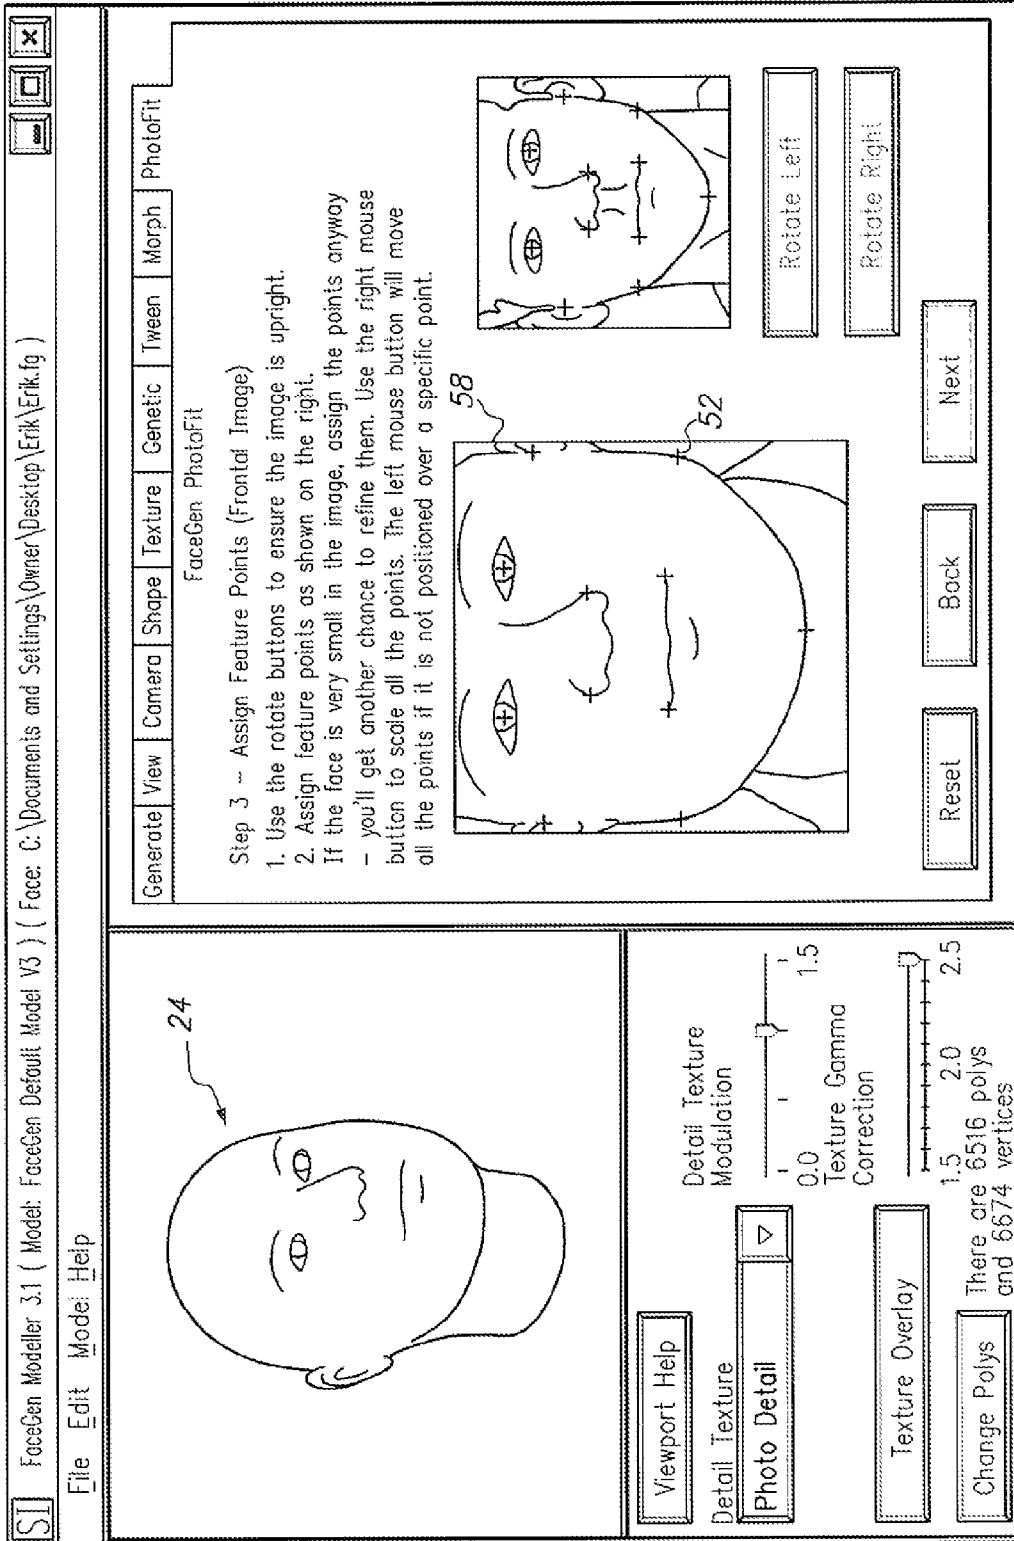 SI FaceGen Modeller 3.1 ( Model: FaceGen Default Model V3 ) ( Face: C:\Documents and Settings\Owner\Desktop\Erik\Erik.fg )
File Edit Model Help
24
Viewport Help
Detail Texture
Photo Detail
Detail Texture
Modulation
0.0 1.5
Texture Overlay
Texture Gamma
Correction
1.5 2.0 2.5
Change Polys
There are 6516 polys
and 6674 vertices
Generate View Camera Shape Texture Genetic Tween Morph PhotoFit
FaceGen PhotoFit
Step 3 -- Assign Feature Points (Frontal Image)
1. Use the rotate buttons to ensure the image is upright.
2. Assign feature points as shown on the right.
If the face is very small in the image, assign the points anyway
- you'll get another chance to refine them. Use the right mouse
button to scale all the points. The left mouse button will move
all the points if it is not positioned over a specific point.
58
52
Rotate Left
Rotate Right
Reset Back Next